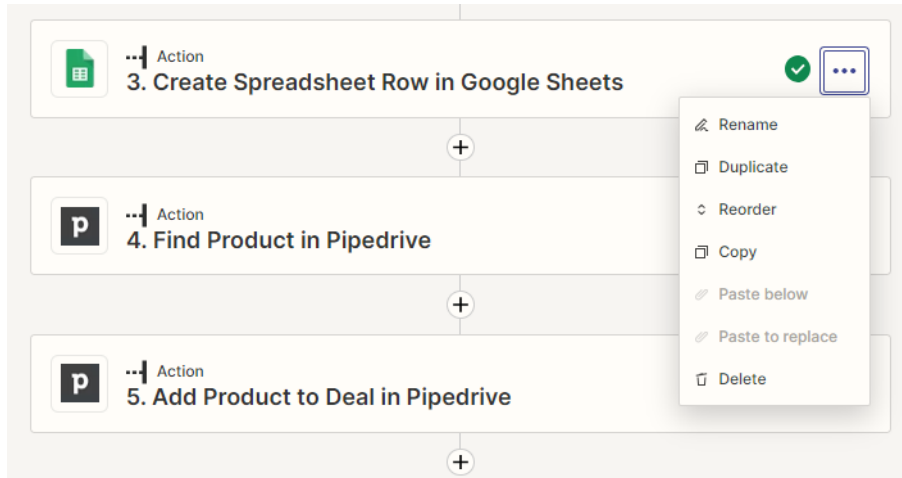 Action
3. Create Spreadsheet Row in Google Sheets
Rename
Duplicate
Reorder
Copy
Paste below
Paste to replace
Delete
p
Action
4. Find Product in Pipedrive
p
Action
5. Add Product to Deal in Pipedrive